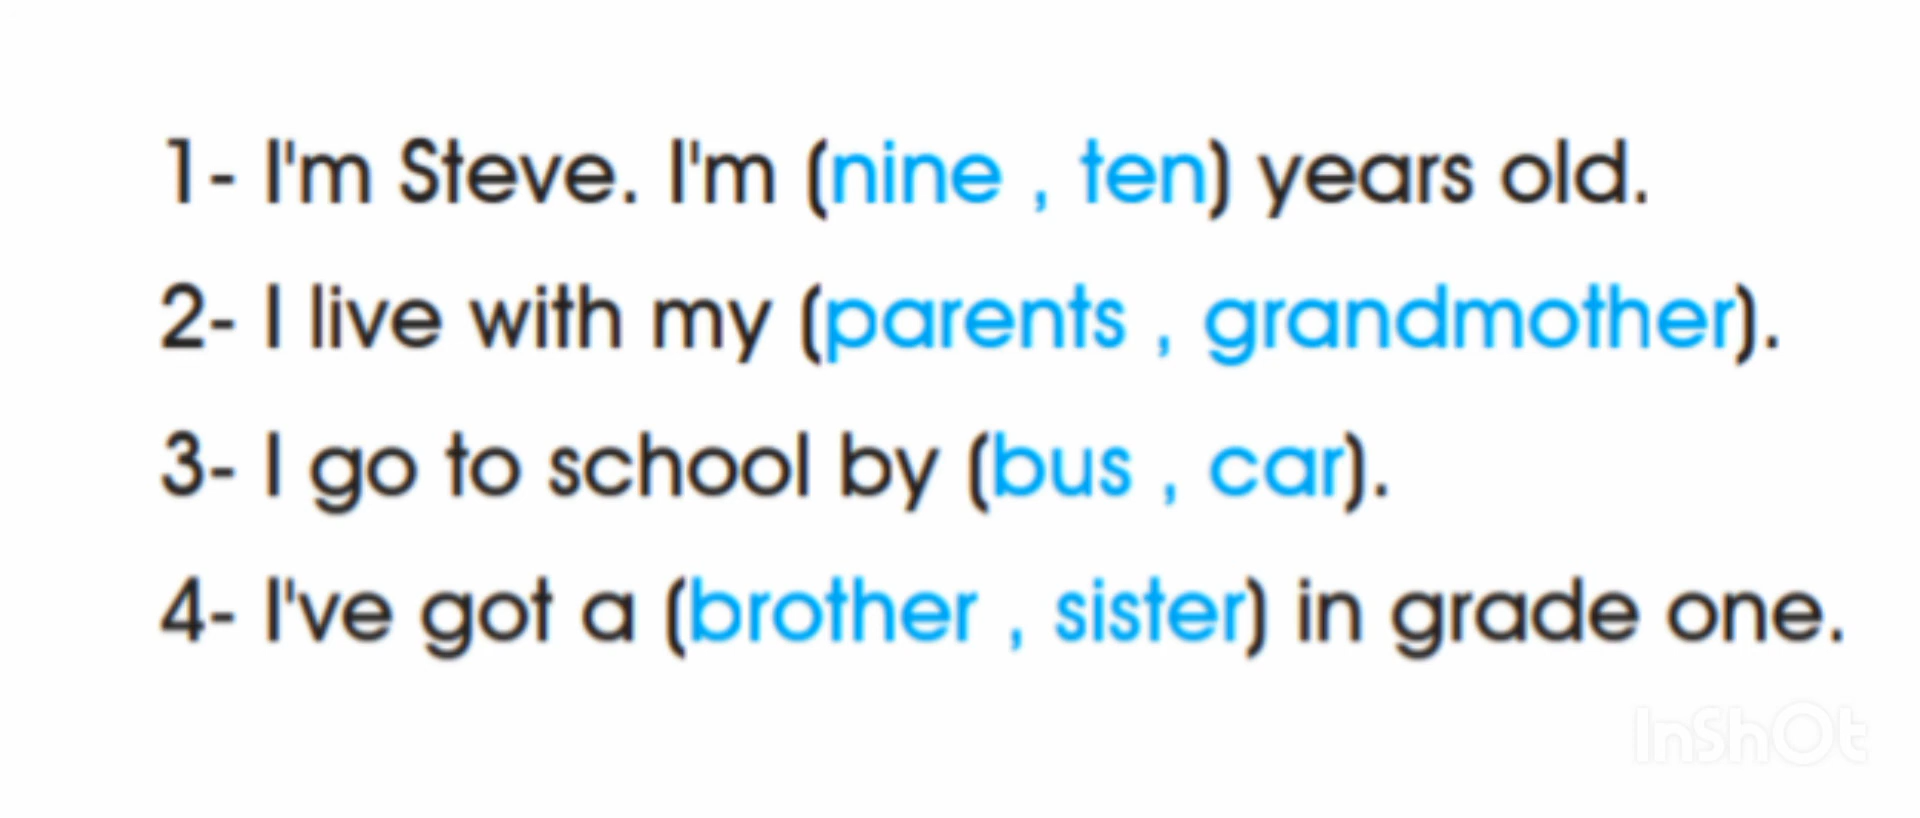 1- I'm Steve. I'm (nine , ten) years old.
2- I live with my (parents , grandmother).
3- I go to school by (bus , car).
4- I've got a (brother , sister) in grade one.
InShOt